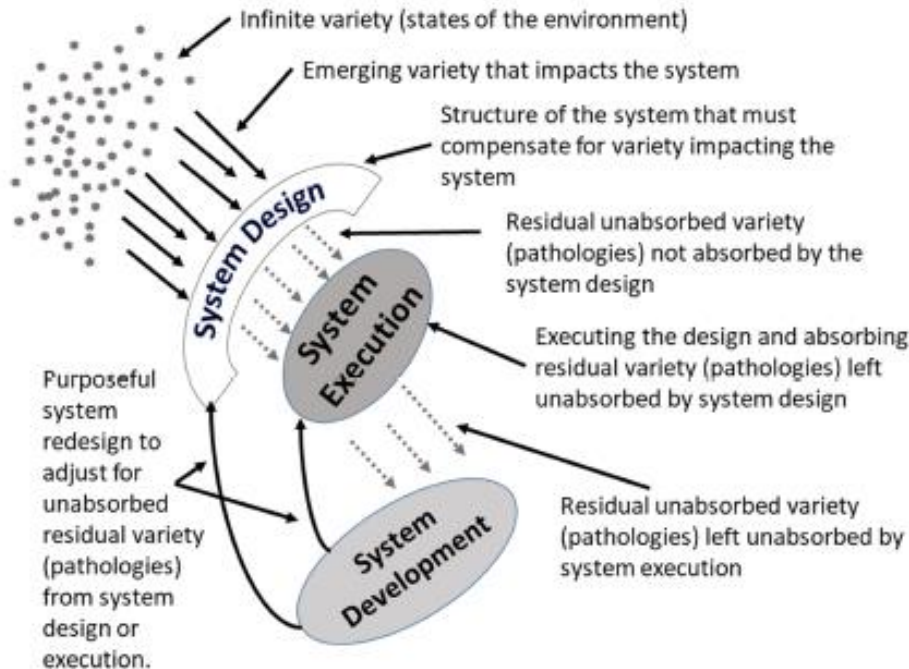 Infinite variety (states of the environment)
Emerging variety that impacts the system
Structure of the system that must
compensate for variety impacting the
system
System Design
Residual unabsorbed variety
(pathologies) not absorbed by the
system design
System
Execution
Executing the design and absorbing
residual variety (pathologies) left
unabsorbed by system design
Purposeful
system
redesign to
adjust for
unabsorbed
residual variety
(pathologies)
from system
design or
execution.
System
Development
Residual unabsorbed variety
(pathologies) left unabsorbed by
system execution